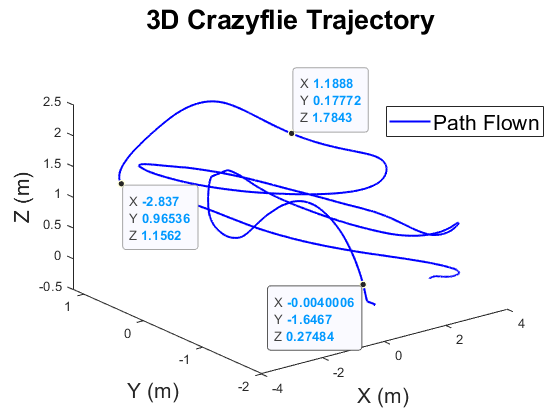 3D Crazyflie Trajectory
X 1.1888
Y 0.17772
Z 1.7843
Path Flown
X -2.837
Y 0.96536
Z 1.1562
X -0.0040006
Y -1.6467
Z 0.27484
2.5
2
1.5
1
0.5
0
-0.5
Z (m)
1
0
-1
-2
Y (m)
-4
-2
0
2
4
X (m)